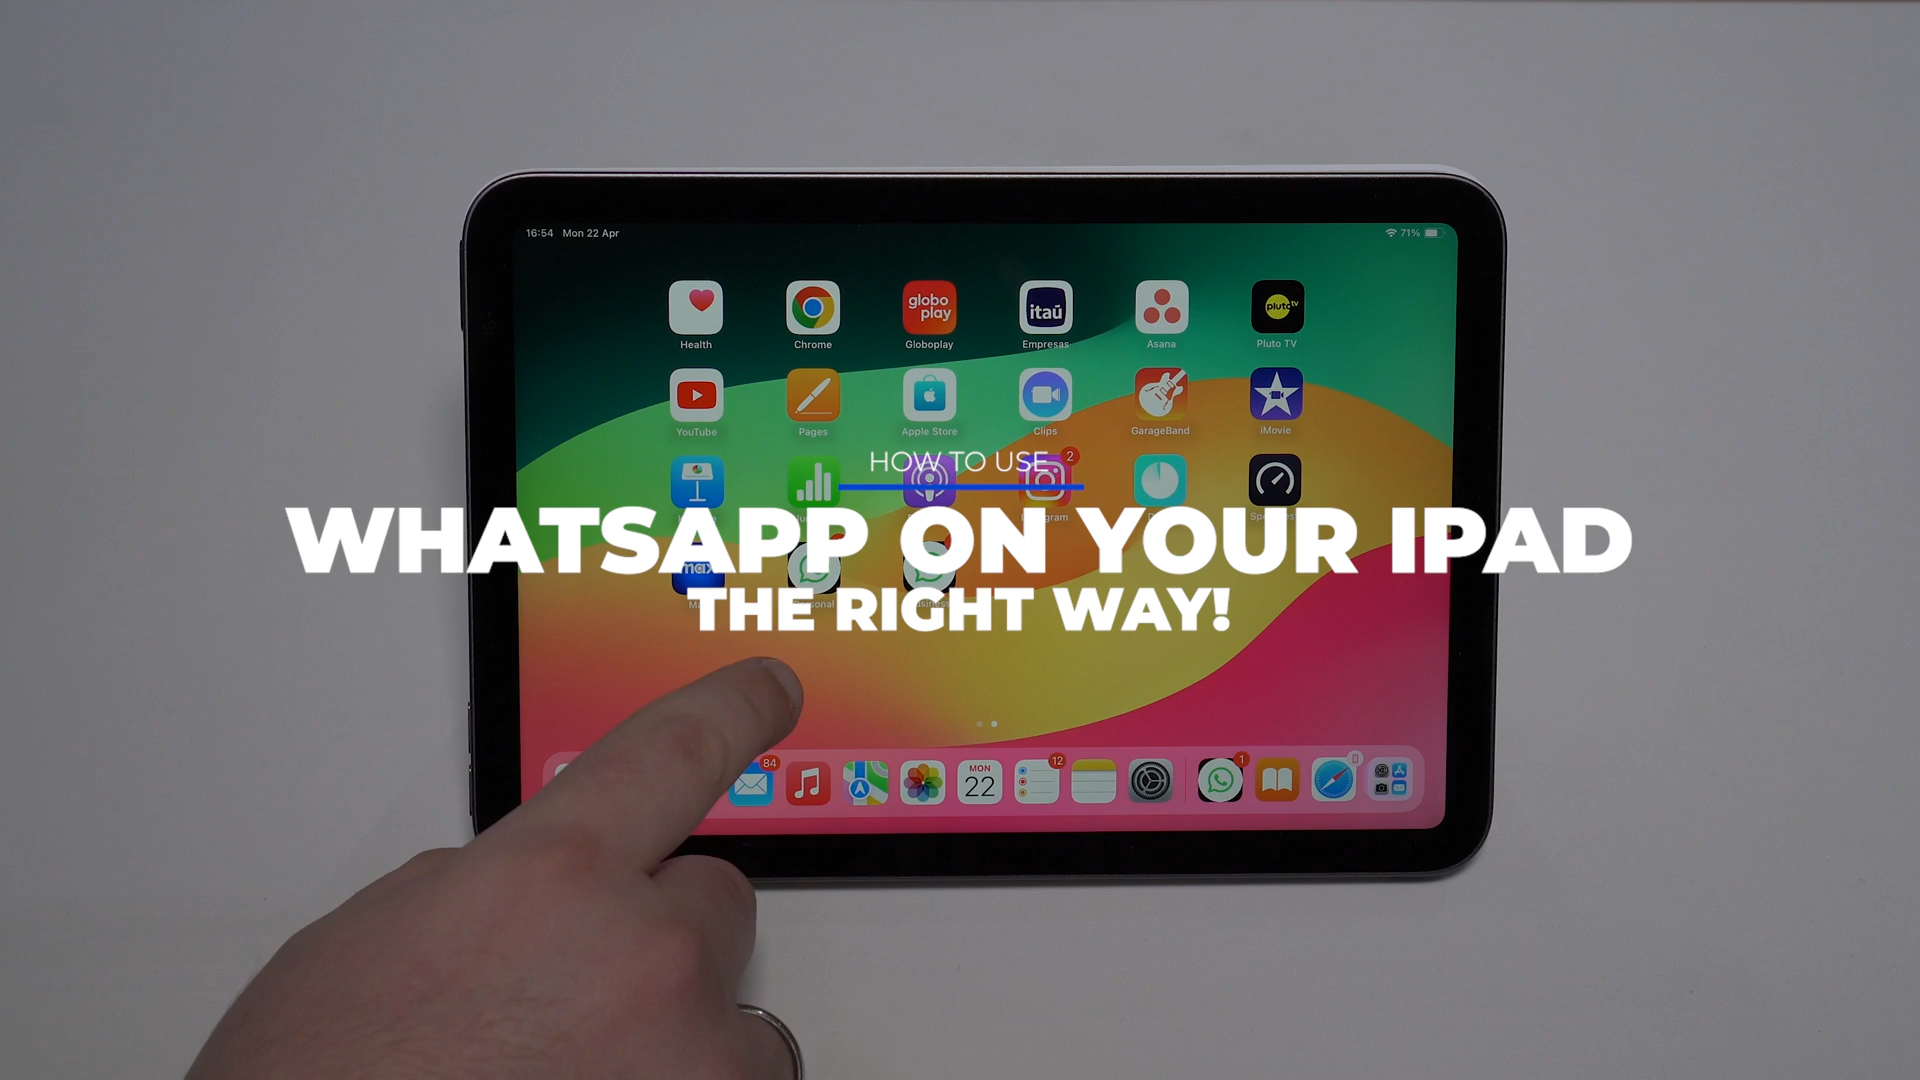 16:54 Mon 22 Apr
71%
globo
play
itaú
pluto tv
Health Chrome Globoplay Empresas Asana Pluto TV
YouTube Pages Apple Store Clips GarageBand iMovie
HOW TO USE
2
WHATSAPP ON YOUR IPAD
max
THE RIGHT WAY!
84
MON
22
12
1